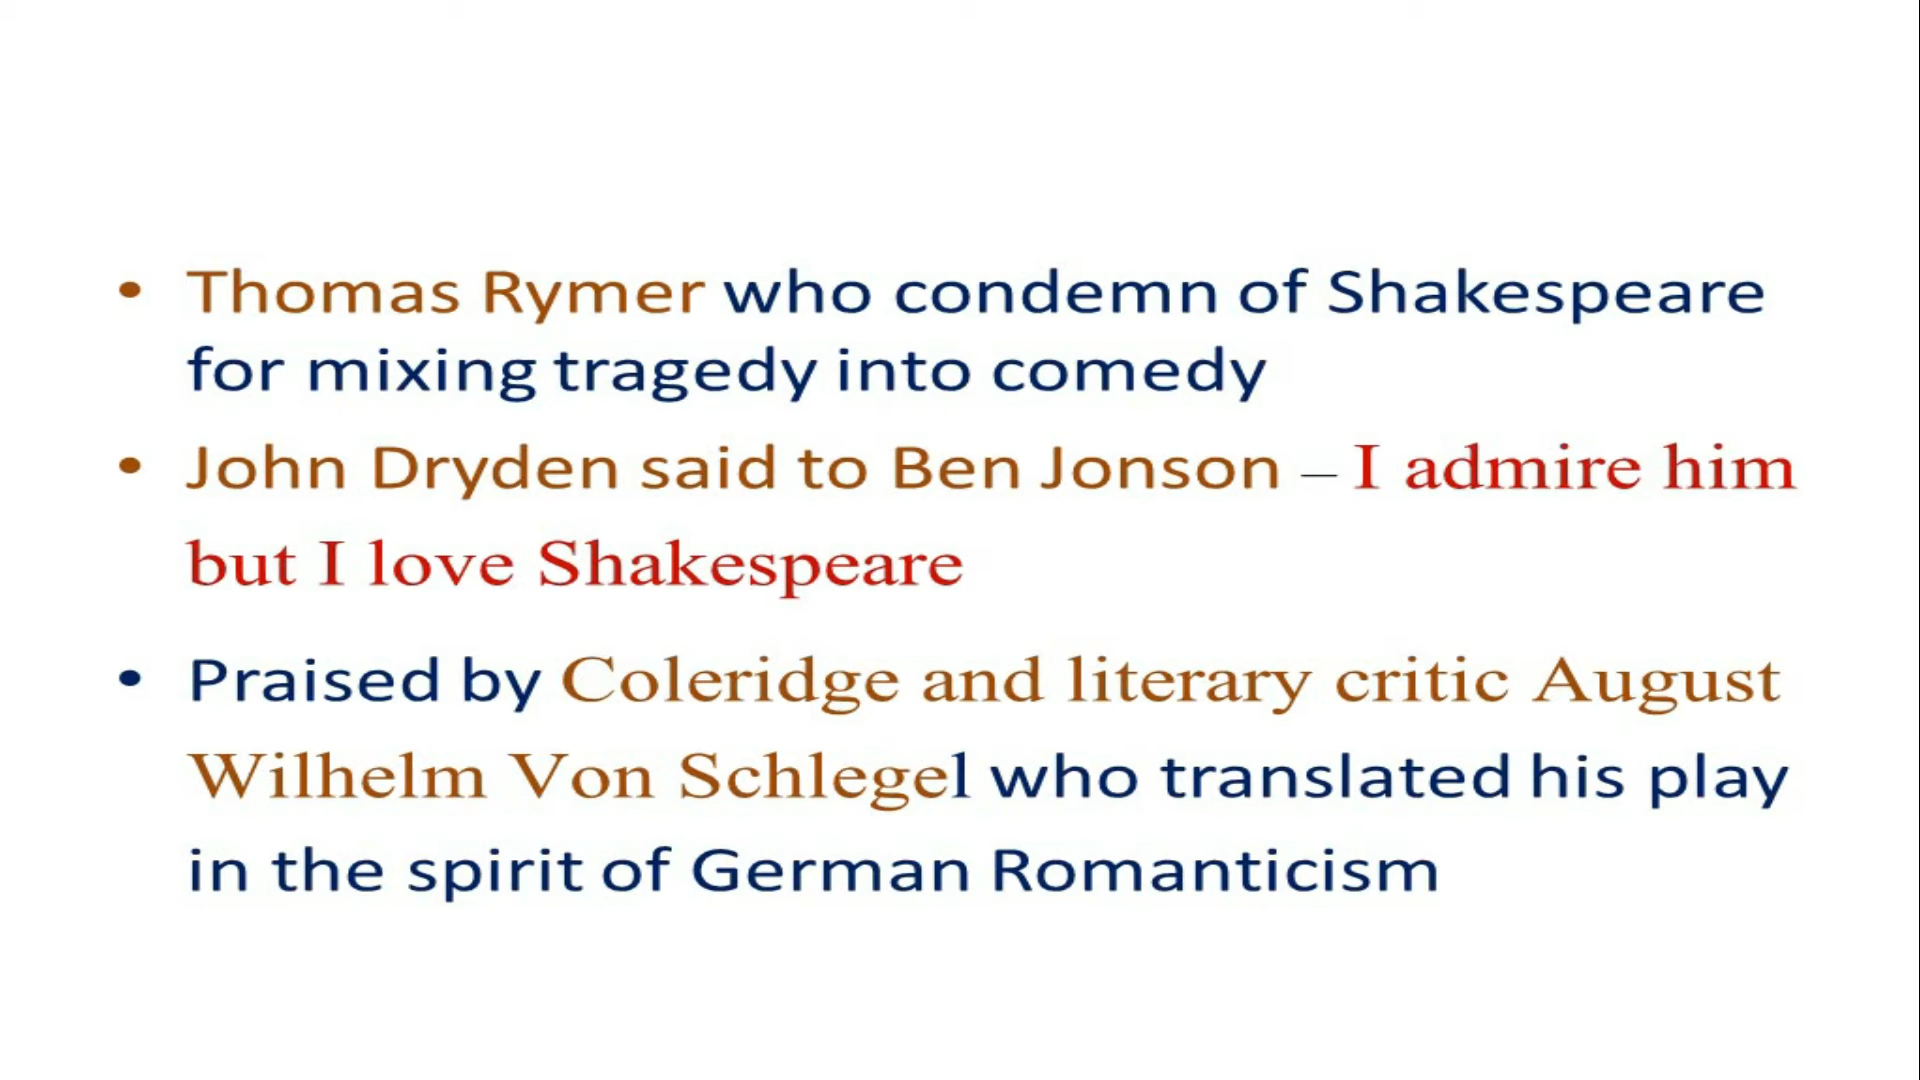 • Thomas Rymer who condemn of Shakespeare
for mixing tragedy into comedy
• John Dryden said to Ben Jonson – I admire him
but I love Shakespeare
• Praised by Coleridge and literary critic August
Wilhelm Von Schlegel who translated his play
in the spirit of German Romanticism